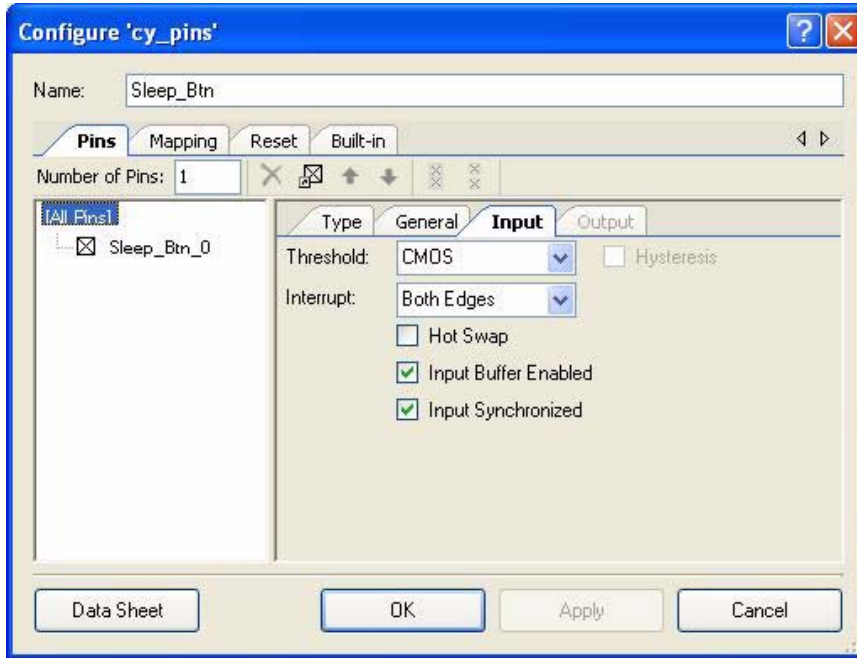 Configure 'cy_pins'
Name: Sleep_Btn
Pins Mapping Reset Built-in
Number of Pins: 1
[All Pins]
Sleep_Btn_0
Type General Input Output
Threshold: CMOS Hysteresis
Interrupt: Both Edges
Hot Swap
Input Buffer Enabled
Input Synchronized
Data Sheet OK Apply Cancel